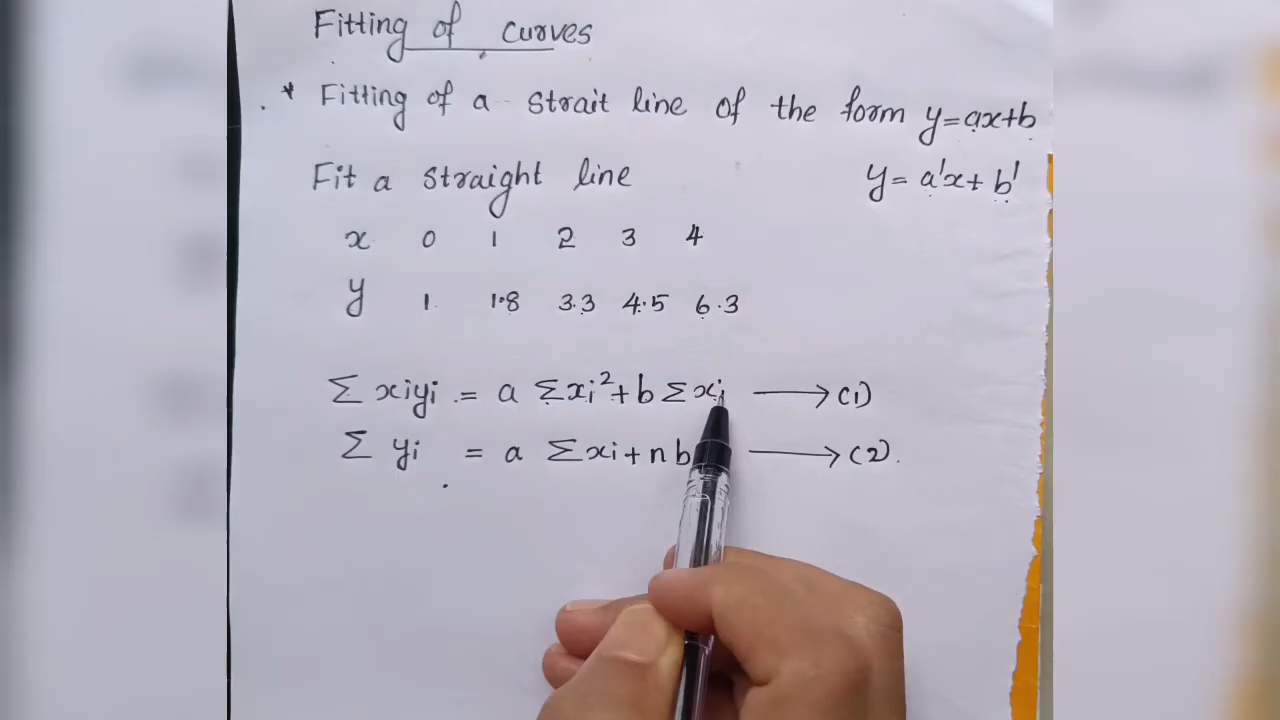 Fitting of curves
* Fitting of a strait line of the form y=ax+b
Fit a straight line y= a'x+ b'
x 0 1 2 3 4
y 1 1.8 3.3 4.5 6.3
Σ xiyi = a Σxi²+b Σxi ⟶ (1)
Σ yi = a Σxi+nb ⟶ (2).